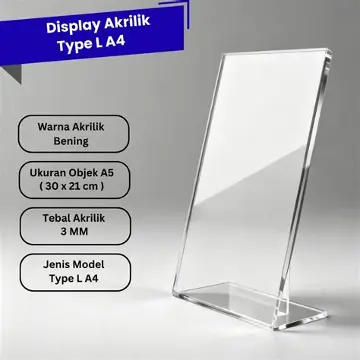 Display Akrilik
Type L A4
Warna Akrilik
Bening
Ukuran Objek A5
( 30 x 21 cm )
Tebal Akrilik
3 MM
Jenis Model
Type L A4